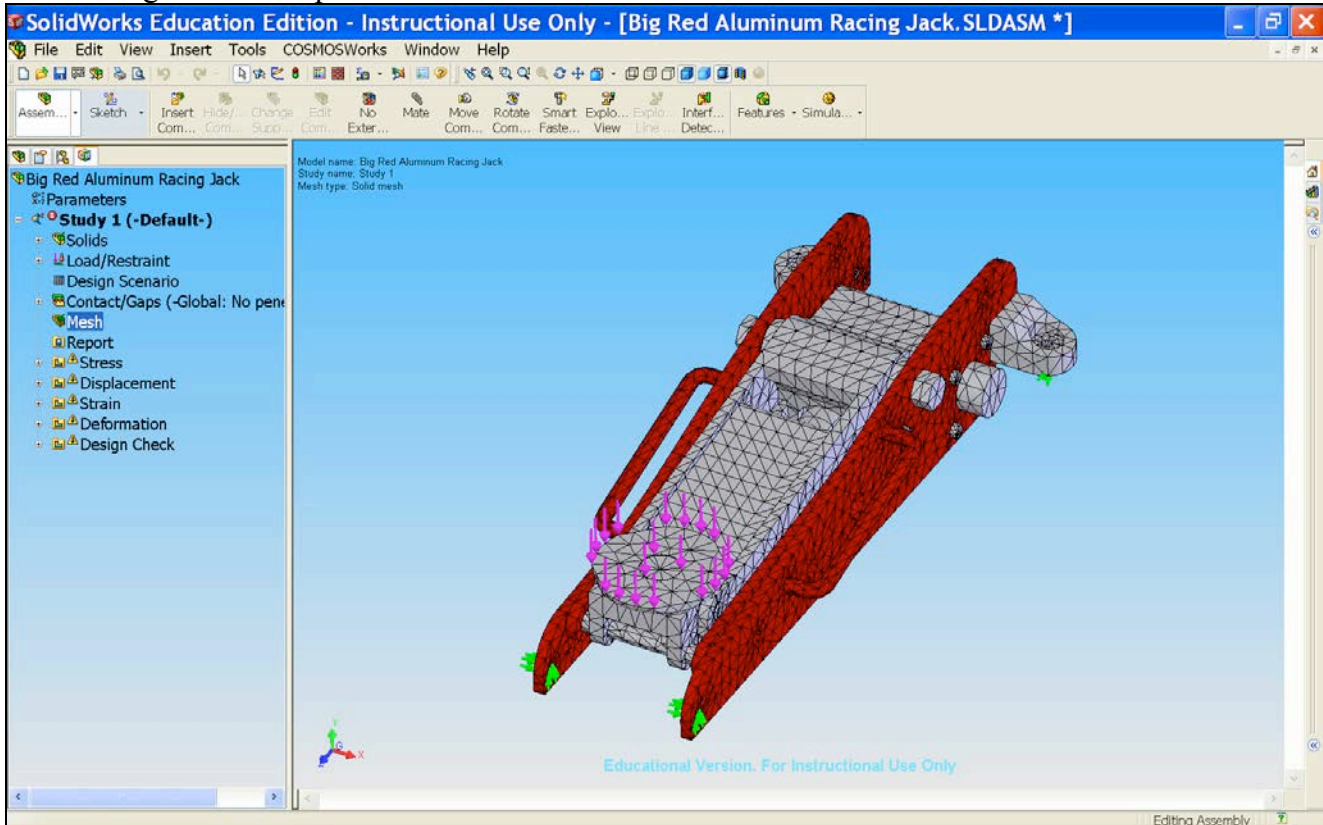 SolidWorks Education Edition - Instructional Use Only - [Big Red Aluminum Racing Jack.SLDASM *]
File Edit View Insert Tools COSMOSWorks Window Help
Assem... Sketch Insert Com... Hide/... Com... Change Supp... Edit Com... No Exter... Mate Move Com... Rotate Com... Smart Faste... Explo... View Explo... Line ... Interf... Detec... Features Simula...
Big Red Aluminum Racing Jack
Parameters
Study 1 (-Default-)
Solids
Load/Restraint
Design Scenario
Contact/Gaps (-Global: No pene
Mesh
Report
Stress
Displacement
Strain
Deformation
Design Check
Model name: Big Red Aluminum Racing Jack
Study name: Study 1
Mesh type: Solid mesh
Y
X
Z
Educational Version. For Instructional Use Only
Editing Assembly